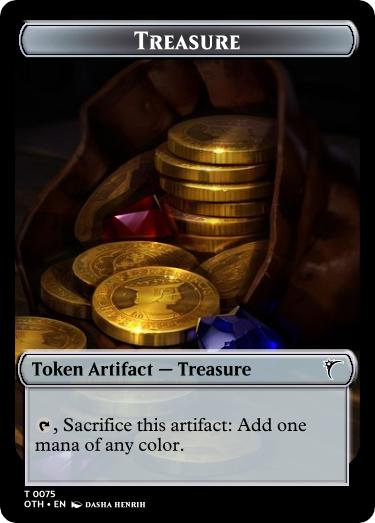 TREASURE
Token Artifact — Treasure
, Sacrifice this artifact: Add one
mana of any color.
T 0075
OTH • EN DASHA HENRIH